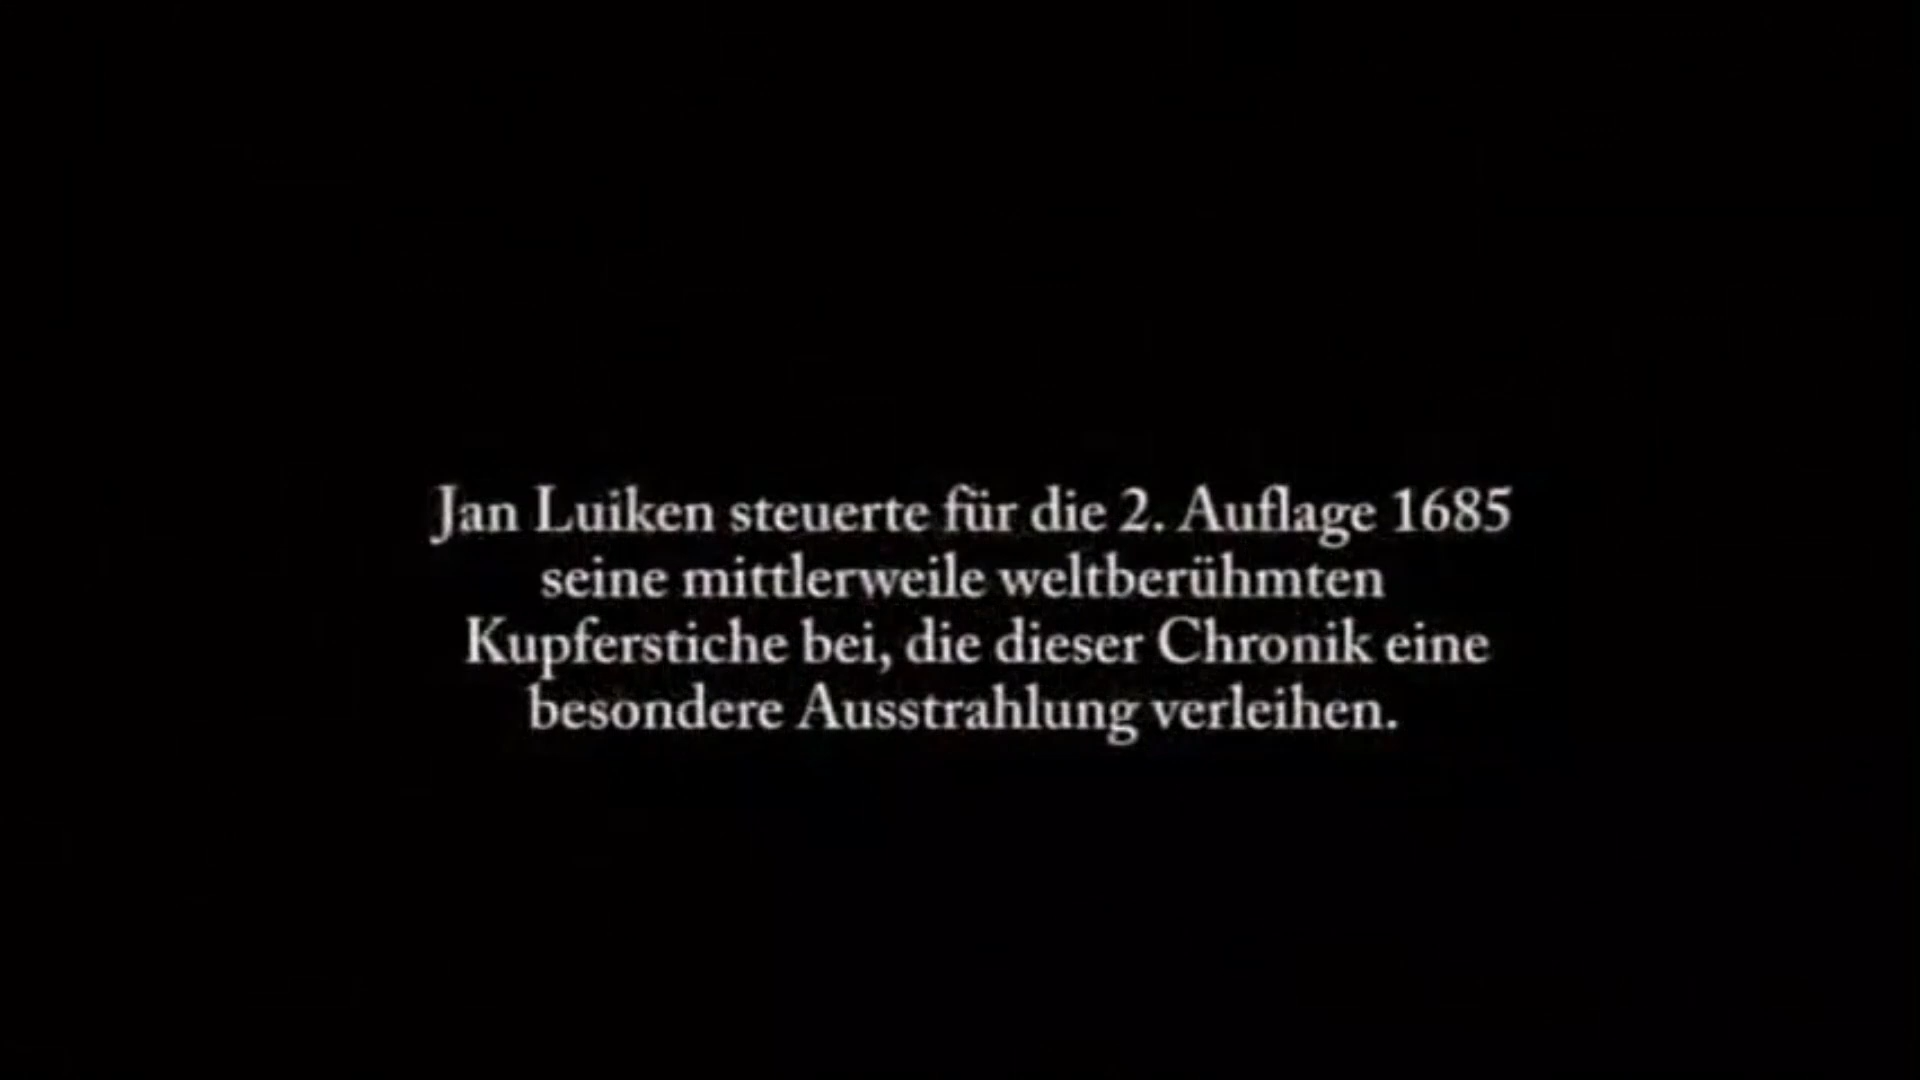 Jan Luiken steuerte für die 2. Auflage 1685
seine mittlerweile weltberühmten
Kupferstiche bei, die dieser Chronik eine
besondere Ausstrahlung verleihen.